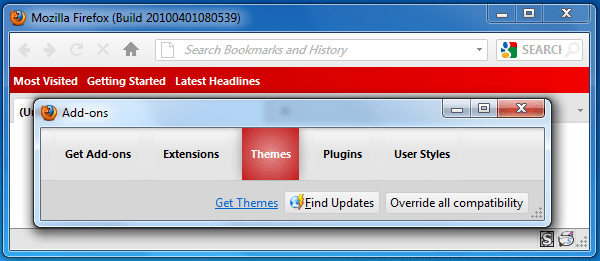 Mozilla Firefox (Build 20100401080539)
Search Bookmarks and History SEARCH
Most Visited Getting Started Latest Headlines
Add-ons
Get Add-ons Extensions Themes Plugins User Styles
Get Themes Find Updates Override all compatibility
S